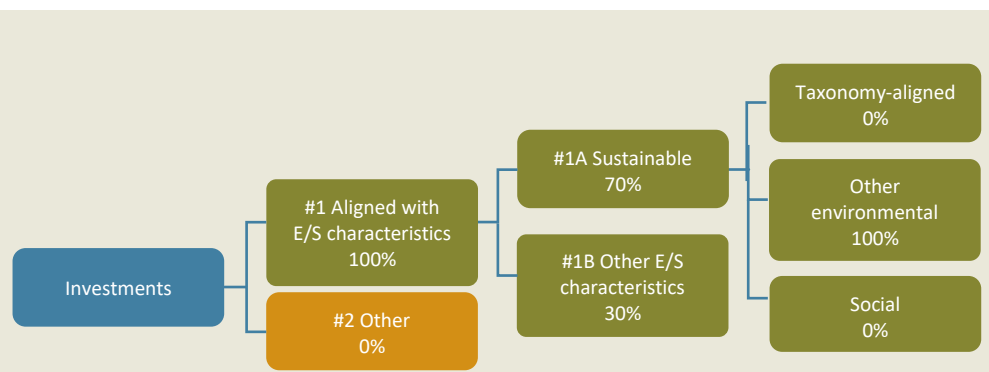 Investments
#1 Aligned with
E/S characteristics
100%
#2 Other
0%
#1A Sustainable
70%
#1B Other E/S
characteristics
30%
Taxonomy-aligned
0%
Other
environmental
100%
Social
0%